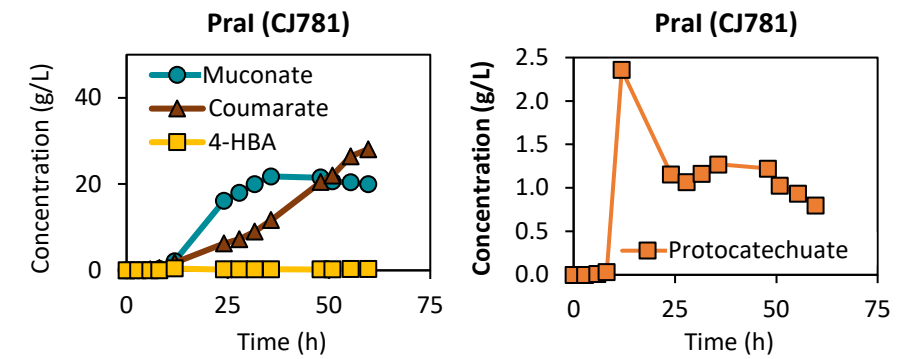 PraI (CJ781)
Concentration (g/L)
40
20
0
Muconate
Coumarate
4-HBA
0 25 50 75
Time (h)
PraI (CJ781)
Concentration (g/L)
2.5
2.0
1.5
1.0
0.5
0.0
Protocatechuate
0 25 50 75
Time (h)